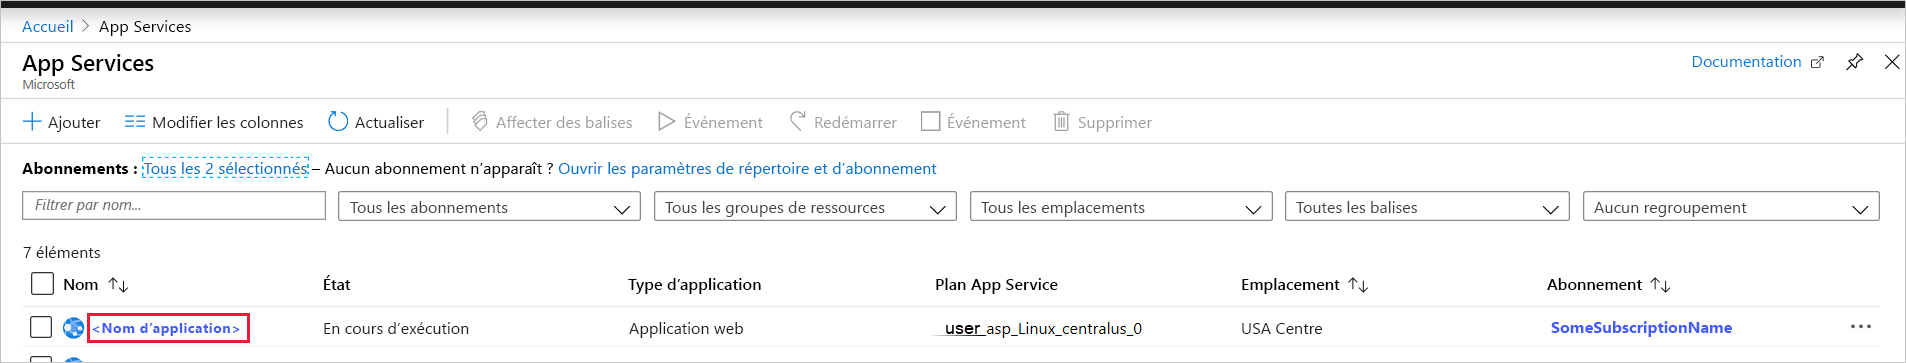 Accueil > App Services
App Services
Microsoft
Documentation
Ajouter Modifier les colonnes Actualiser Affecter des balises Événement Redémarrer Événement Supprimer
Abonnements : Tous les 2 sélectionnés – Aucun abonnement n’apparaît ? Ouvrir les paramètres de répertoire et d’abonnement
Filtrer par nom... Tous les abonnements Tous les groupes de ressources Tous les emplacements Toutes les balises Aucun regroupement
7 éléments
Nom État Type d’application Plan App Service Emplacement Abonnement
<Nom d’application> En cours d’exécution Application web user_asp_Linux_centralus_0 USA Centre SomeSubscriptionName